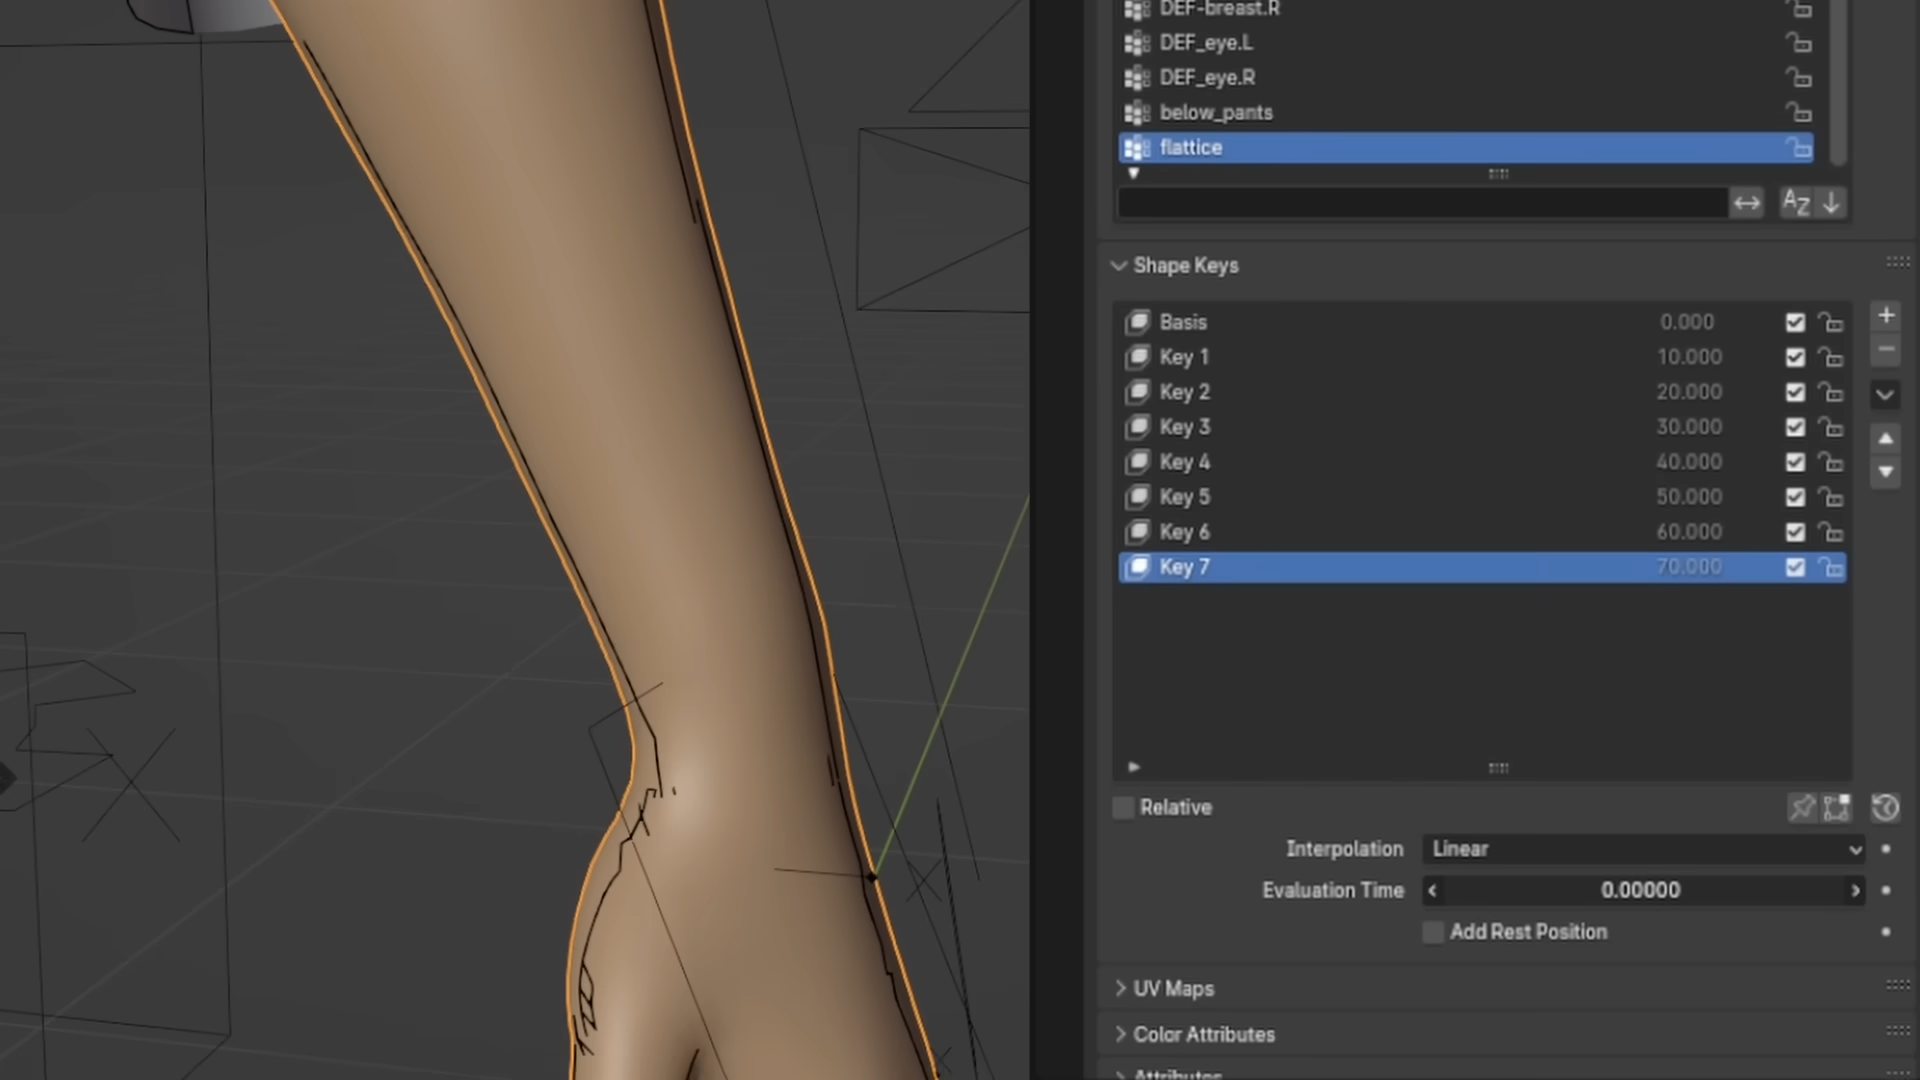 DEF-breast.R
DEF_eye.L
DEF_eye.R
below_pants
flattice
AZ
Shape Keys
Basis 0.000
Key 1 10.000
Key 2 20.000
Key 3 30.000
Key 4 40.000
Key 5 50.000
Key 6 60.000
Key 7 70.000
Relative
Interpolation Linear
Evaluation Time 0.00000
Add Rest Position
UV Maps
Color Attributes
Attributes